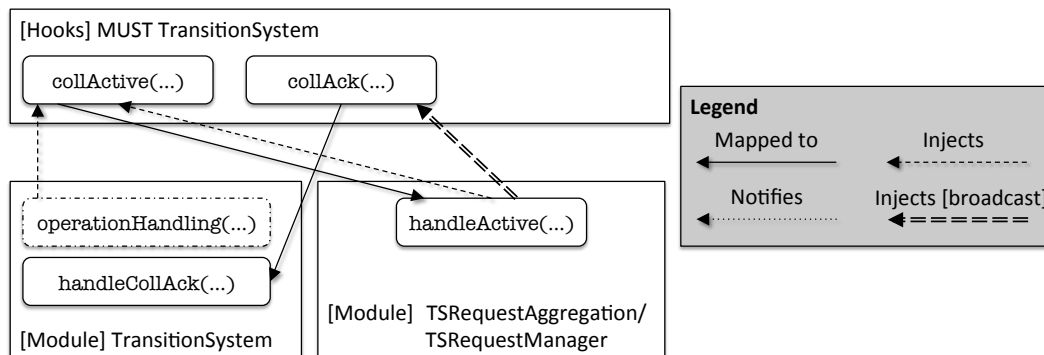 [Hooks] MUST TransitionSystem
collActive(...)
collAck(...)
operationHandling(...)
handleCollAck(...)
[Module] TransitionSystem
handleActive(...)
[Module] TSRequestAggregation/
TSRequestManager
Legend
Mapped to
Injects
Notifies
Injects [broadcast]